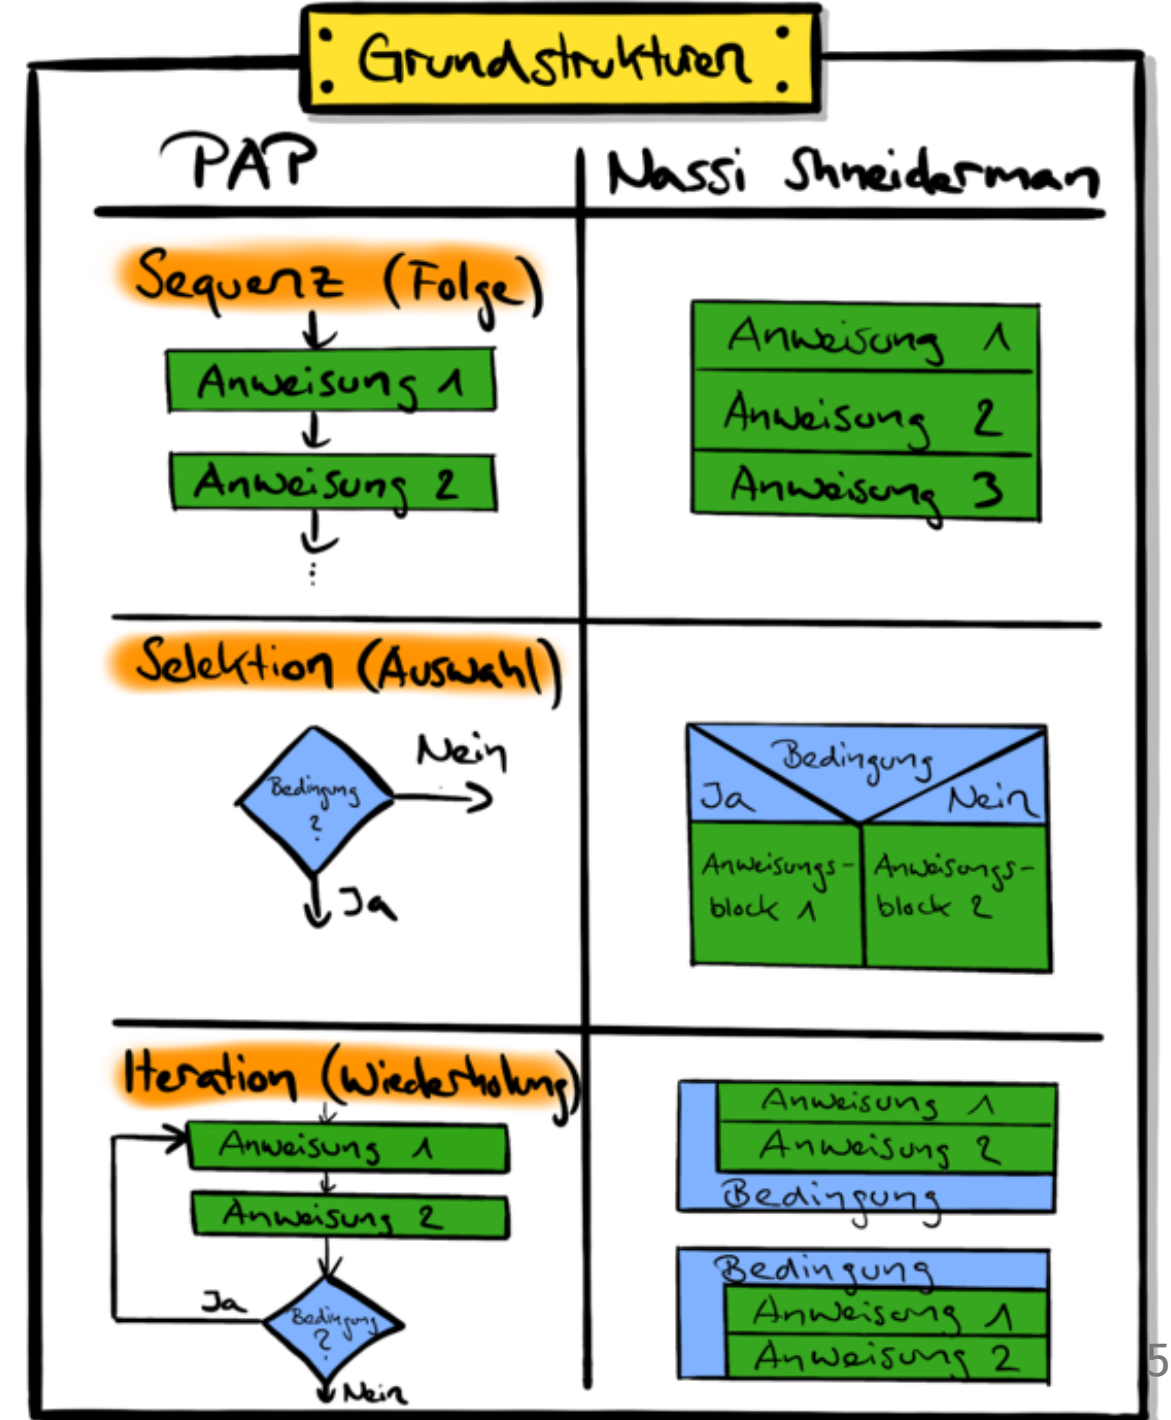 Grundstrukturen
PAP
Nassi Shneiderman
Sequenz (Folge)
Anweisung 1
Anweisung 2
...
Anweisung 1
Anweisung 2
Anweisung 3
Selektion (Auswahl)
Bedingung
?
Nein
Ja
Bedingung
Ja
Nein
Anweisungs-
block 1
Anweisungs-
block 2
Iteration (Wiederholung)
Anweisung 1
Anweisung 2
Ja
Bedingung
?
Nein
Anweisung 1
Anweisung 2
Bedingung
Bedingung
Anweisung 1
Anweisung 2
5